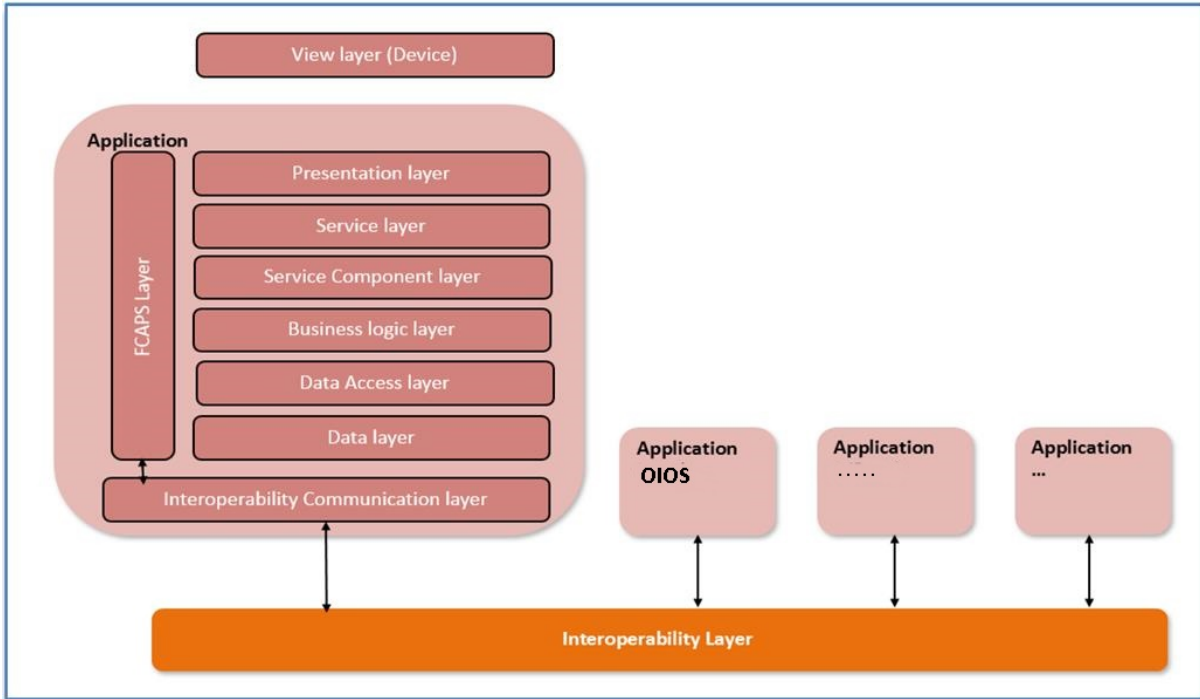 View layer (Device)
Application
Presentation layer
Service layer
Service Component layer
Business logic layer
Data Access layer
Data layer
FCAPS Layer
Interoperability Communication layer
Application
OIOS
Application
.....
Application
...
Interoperability Layer